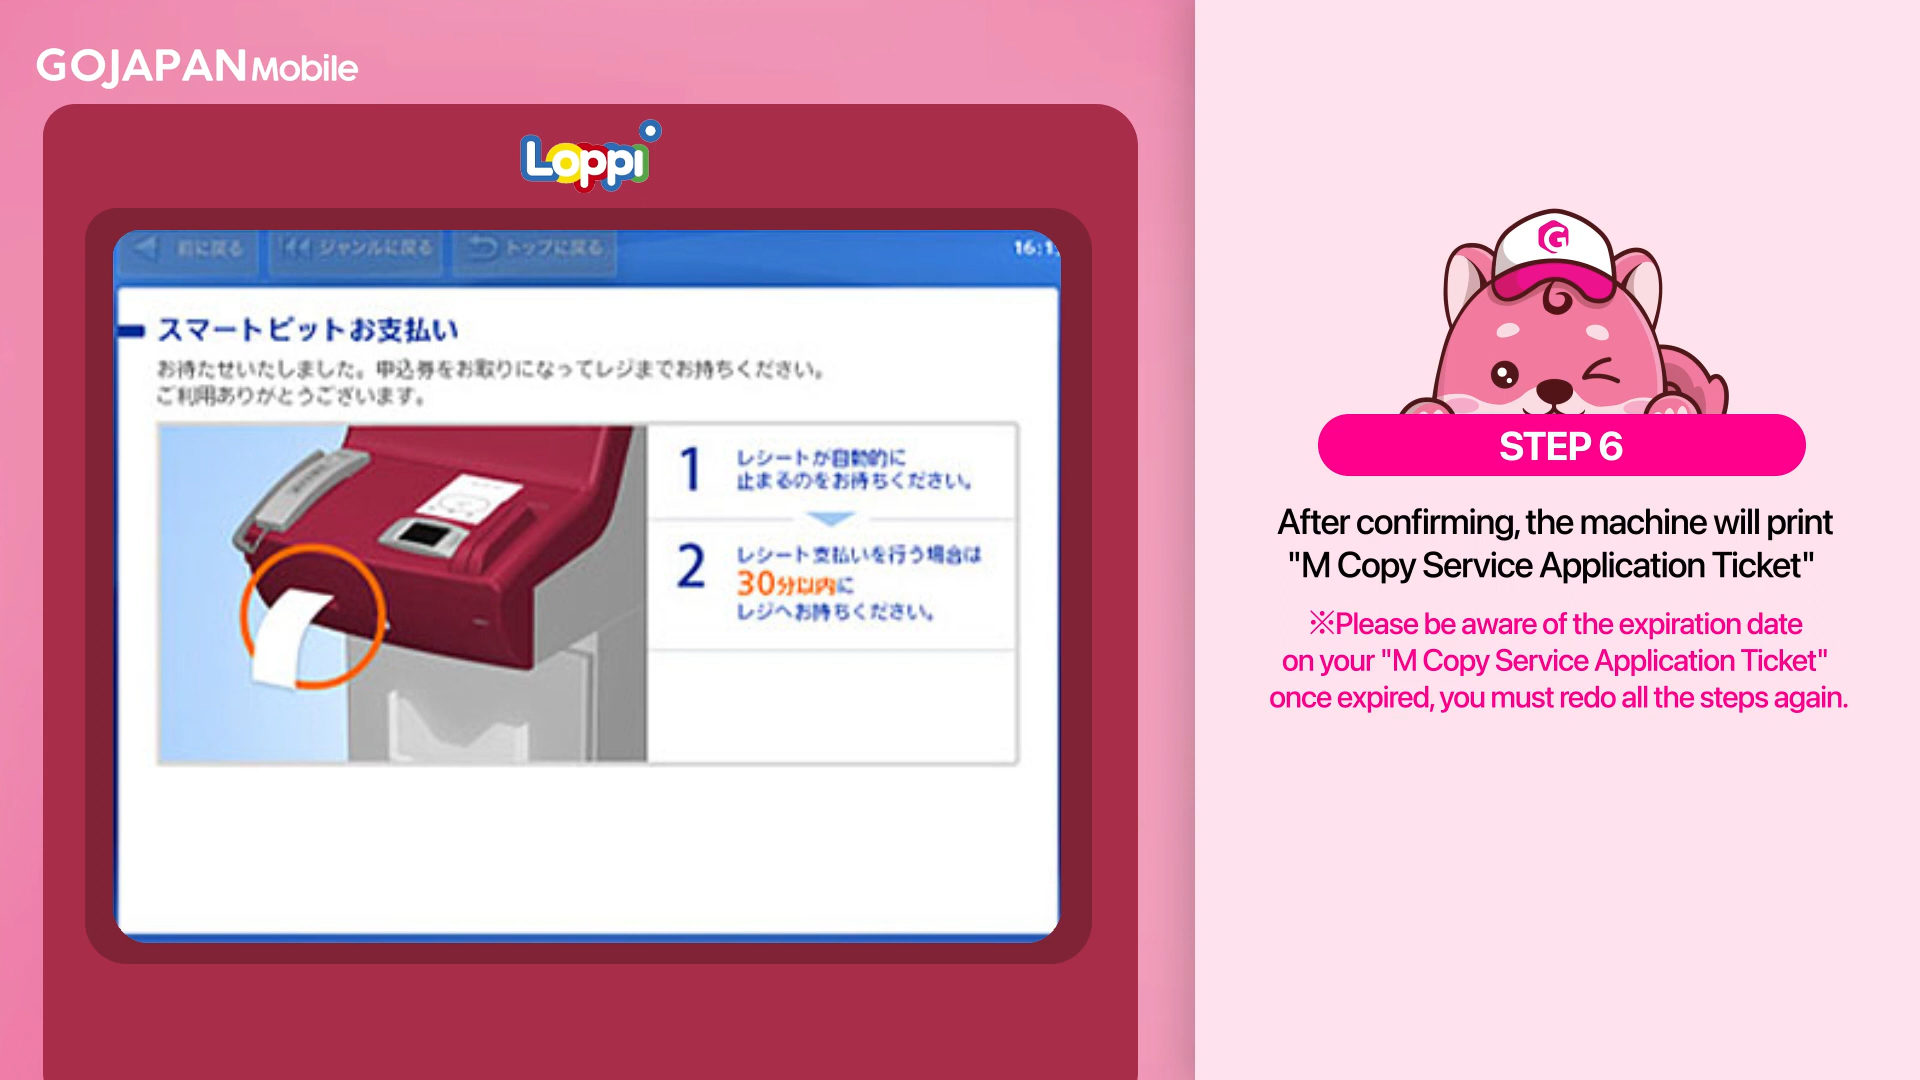 GOJAPAN Mobile
Loppi
前に戻る ジャンルに戻る トップに戻る 16:1
スマートピットお支払い
お待たせいたしました。申込券をお取りになってレジまでお持ちください。
ご利用ありがとうございます。
1 レシートが自動的に
止まるのをお待ちください。
2 レシート支払いを行う場合は
30分以内に
レジへお持ちください。
G
STEP 6
After confirming, the machine will print
"M Copy Service Application Ticket"
※Please be aware of the expiration date
on your "M Copy Service Application Ticket"
once expired, you must redo all the steps again.